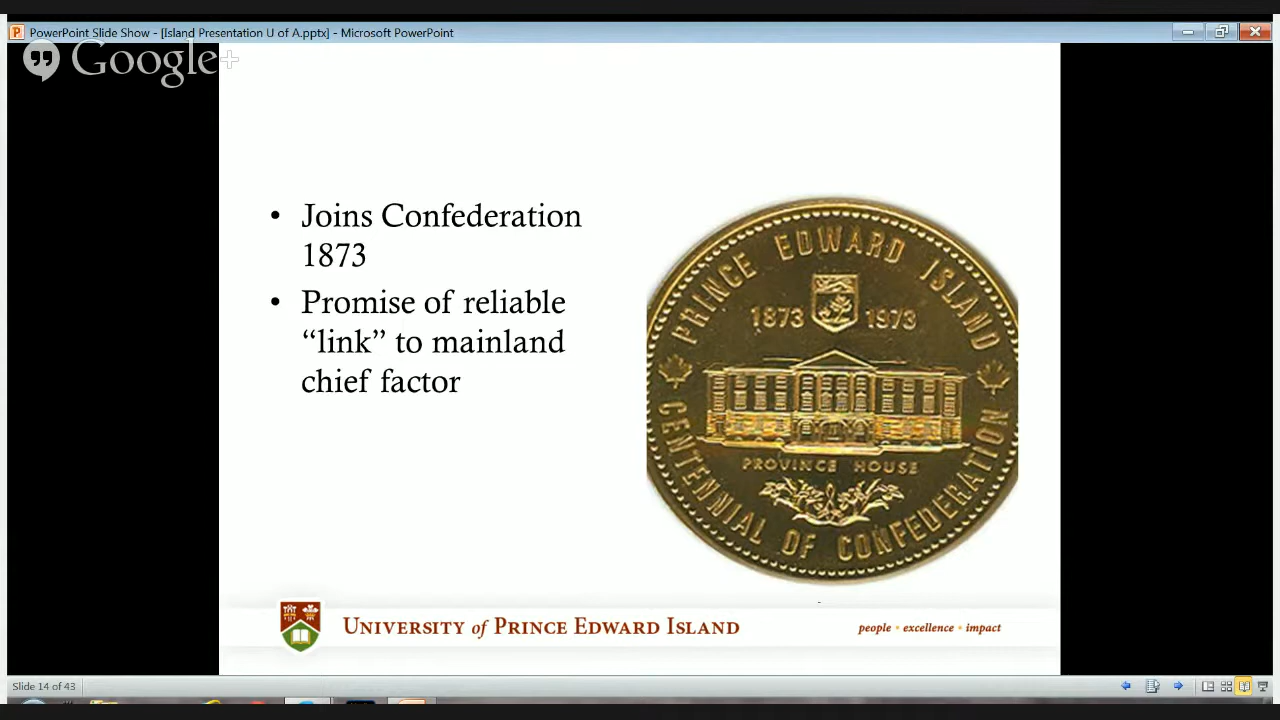 PowerPoint Slide Show - [Island Presentation U of A.pptx] - Microsoft PowerPoint
Google+
• Joins Confederation
1873
• Promise of reliable
“link” to mainland
chief factor
PRINCE EDWARD ISLAND
1873 1973
PROVINCE HOUSE
CENTENNIAL OF CONFEDERATION
UNIVERSITY of PRINCE EDWARD ISLAND
people • excellence • impact
Slide 14 of 43